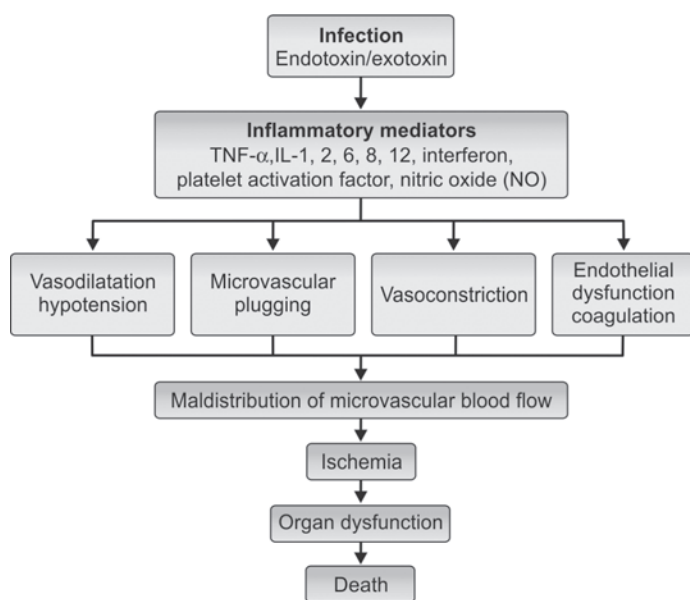 Infection
Endotoxin/exotoxin
Inflammatory mediators
TNF-α,IL-1, 2, 6, 8, 12, interferon,
platelet activation factor, nitric oxide (NO)
Vasodilatation
hypotension
Microvascular
plugging
Vasoconstriction
Endothelial
dysfunction
coagulation
Maldistribution of microvascular blood flow
Ischemia
Organ dysfunction
Death